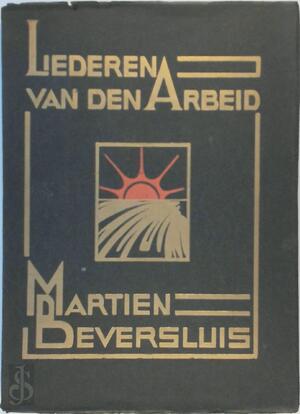 LIEDEREN
VAN DEN ARBEID
MARTIEN
BEVERSLUIS